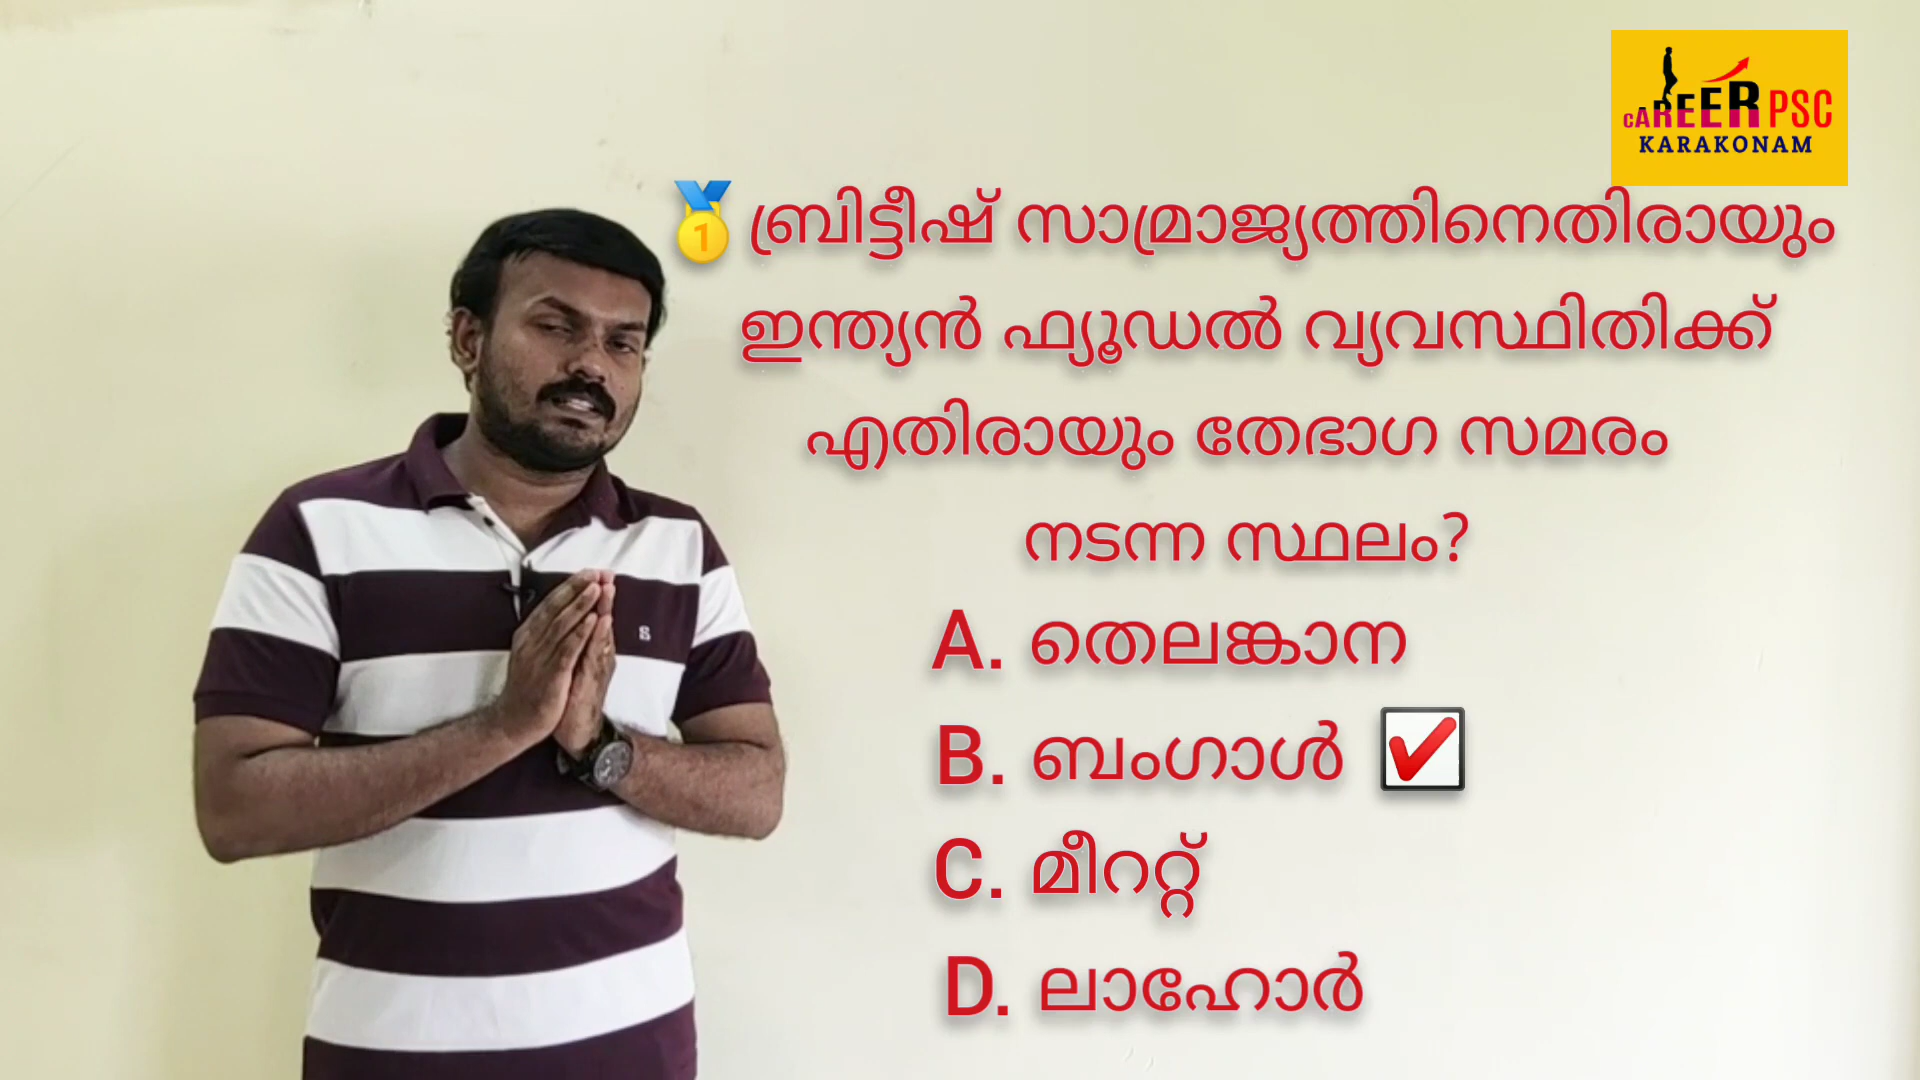 CAREER PSC
KARAKONAM
ബ്രിട്ടീഷ് സാമ്രാജ്യത്തിനെതിരായും
ഇന്ത്യൻ ഫ്യൂഡൽ വ്യവസ്ഥിതിക്ക്
എതിരായും തേഭാഗ സമരം
നടന്ന സ്ഥലം?
A. തെലങ്കാന
B. ബംഗാൾ
C. മീററ്റ്
D. ലാഹോർ
S